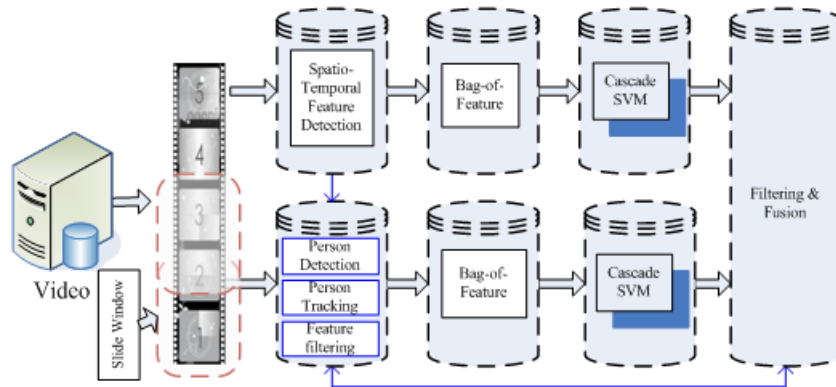 Spatio-
Temporal
Feature
Detection
Bag-of-
Feature
Cascade
SVM
5
4
3
2
1
Video
Slide Window
Person
Detection
Person
Tracking
Feature
filtering
Bag-of-
Feature
Cascade
SVM
Filtering &
Fusion